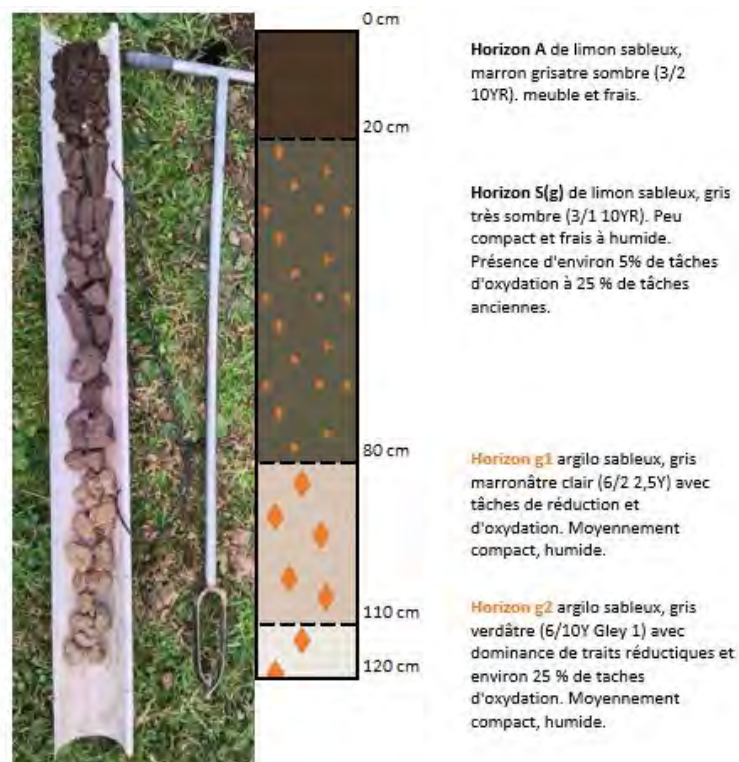 0 cm
Horizon A de limon sableux,
marron grisatre sombre (3/2
10YR). meuble et frais.
20 cm
Horizon S(g) de limon sableux, gris
très sombre (3/1 10YR). Peu
compact et frais à humide.
Présence d'environ 5% de tâches
d'oxydation à 25 % de tâches
anciennes.
80 cm
Horizon g1 argilo sableux, gris
marronâtre clair (6/2 2,5Y) avec
tâches de réduction et
d'oxydation. Moyennement
compact, humide.
110 cm
Horizon g2 argilo sableux, gris
verdâtre (6/10Y Gley 1) avec
dominance de traits réductiques et
environ 25 % de taches
d'oxydation. Moyennement
compact, humide.
120 cm